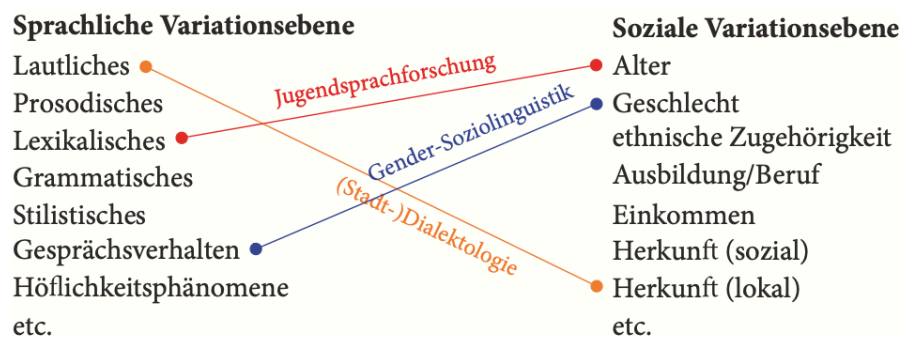 Sprachliche Variationsebene
Lautliches
Prosodisches
Lexikalisches
Grammatisches
Stilistisches
Gesprächsverhalten
Höflichkeitsphänomene
etc.
Jugendsprachforschung
Gender-Soziolinguistik
(Stadt-)Dialektologie
Soziale Variationsebene
Alter
Geschlecht
ethnische Zugehörigkeit
Ausbildung/Beruf
Einkommen
Herkunft (sozial)
Herkunft (lokal)
etc.